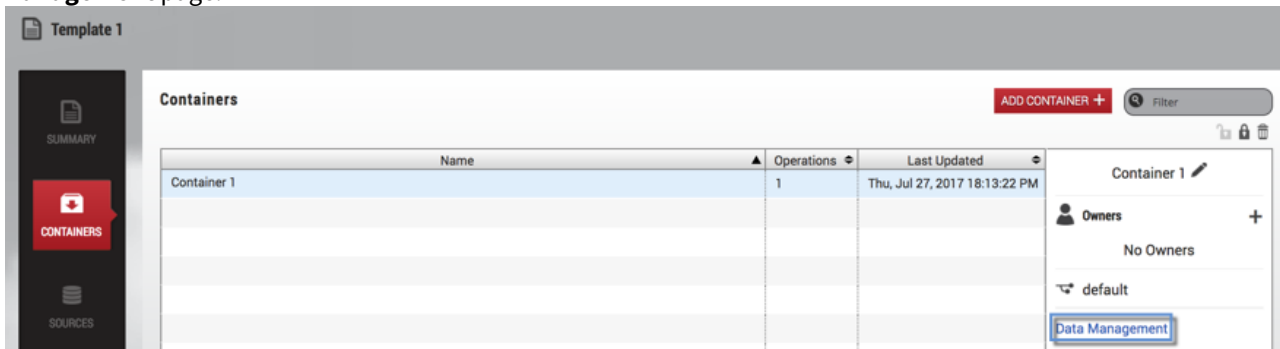 Template 1
SUMMARY
CONTAINERS
SOURCES
Containers
ADD CONTAINER +
Filter
Name Operations Last Updated
Container 1 1 Thu, Jul 27, 2017 18:13:22 PM
Container 1
Owners +
No Owners
default
Data Management